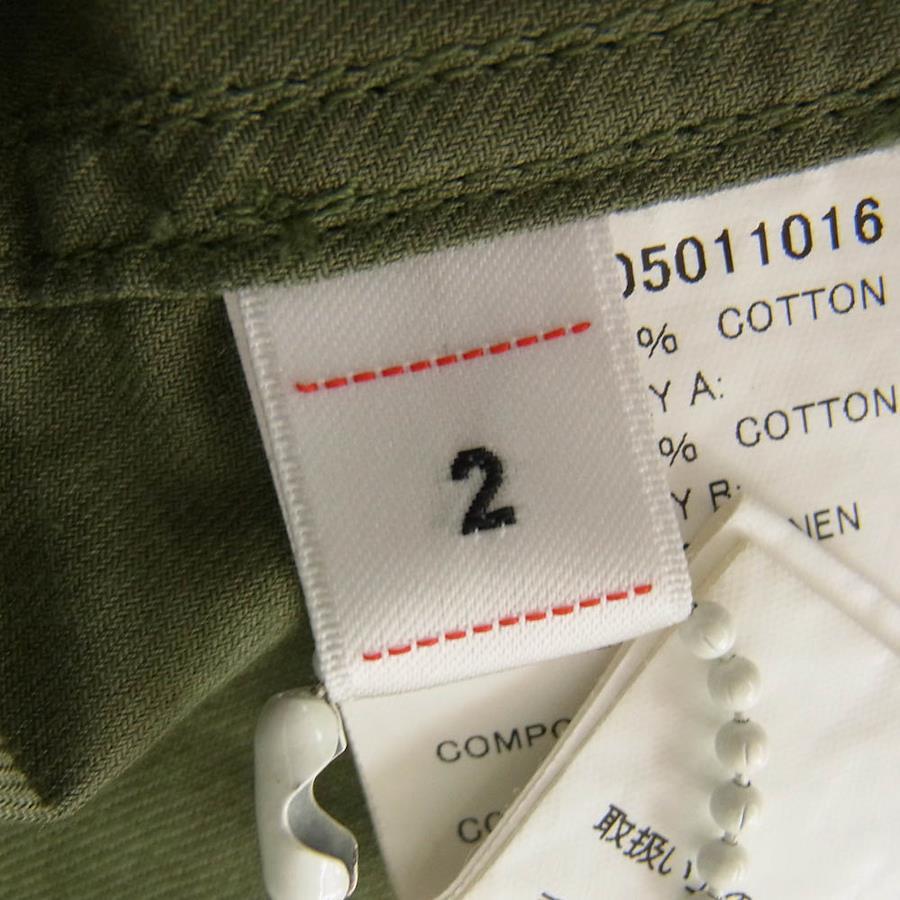 2
05011016
% COTTON
Y A:
% COTTON
Y B:
NEN
COMPO
CO
取扱い